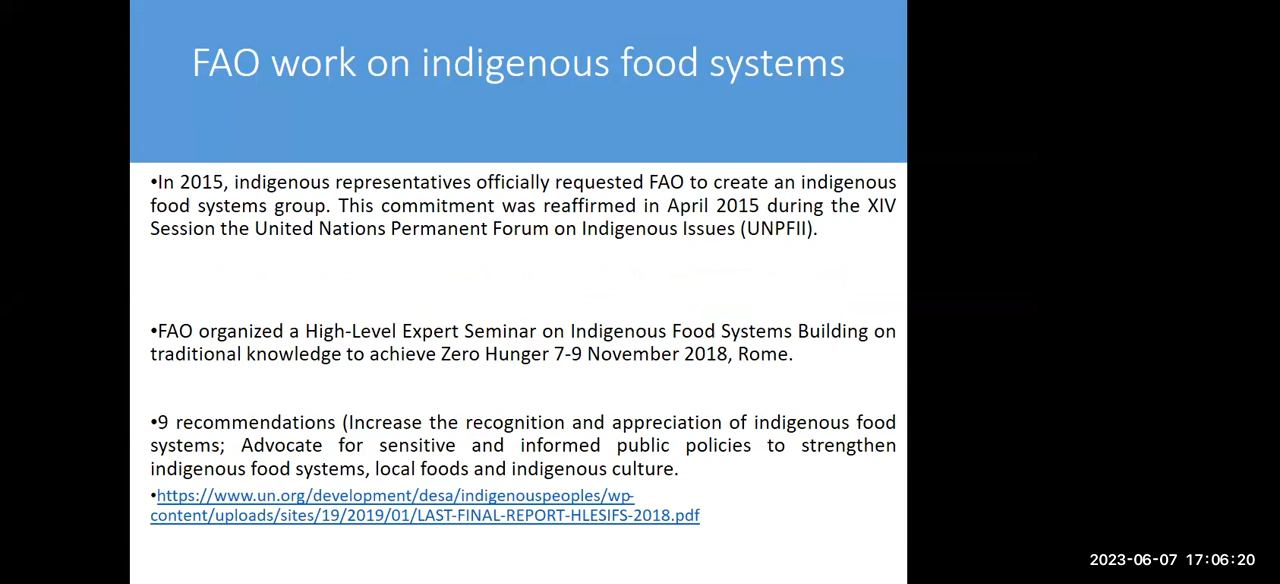 FAO work on indigenous food systems
•In 2015, indigenous representatives officially requested FAO to create an indigenous
food systems group. This commitment was reaffirmed in April 2015 during the XIV
Session the United Nations Permanent Forum on Indigenous Issues (UNPFII).
•FAO organized a High-Level Expert Seminar on Indigenous Food Systems Building on
traditional knowledge to achieve Zero Hunger 7-9 November 2018, Rome.
•9 recommendations (Increase the recognition and appreciation of indigenous food
systems; Advocate for sensitive and informed public policies to strengthen
indigenous food systems, local foods and indigenous culture.
•https://www.un.org/development/desa/indigenouspeoples/wp-
content/uploads/sites/19/2019/01/LAST-FINAL-REPORT-HLESIFS-2018.pdf
2023-06-07 17:06:20